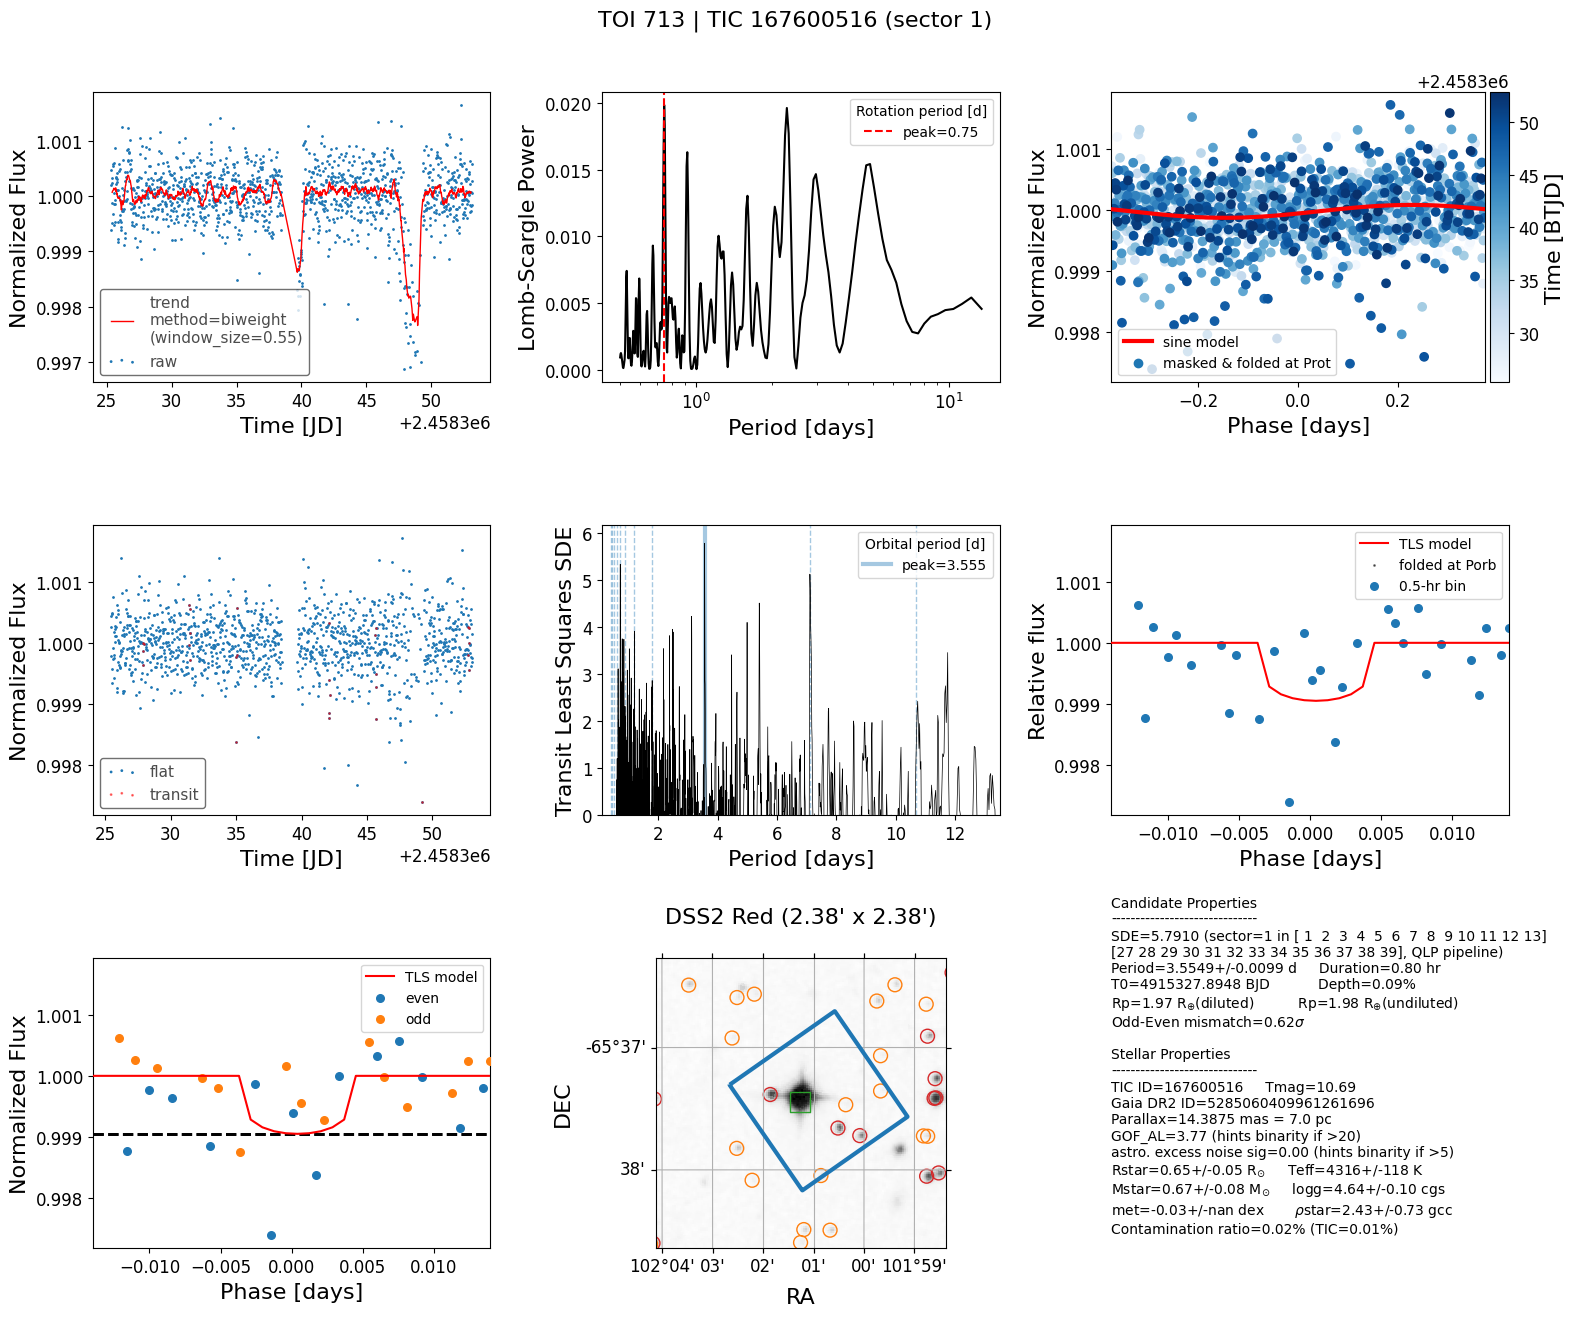 TOI 713 | TIC 167600516 (sector 1)
Normalized Flux
1.001
1.000
0.999
0.998
0.997
trend
method=biweight
(window_size=0.55)
raw
25 30 35 40 45 50
Time [JD]
+2.4583e6
Lomb-Scargle Power
0.020
0.015
0.010
0.005
0.000
Rotation period [d]
peak=0.75
10^0 10^1
Period [days]
Normalized Flux
1.001
1.000
0.999
0.998
sine model
masked & folded at Prot
−0.2 0.0 0.2
Phase [days]
+2.4583e6
50
45
40
35
30
Time [BTJD]
Normalized Flux
1.001
1.000
0.999
0.998
flat
transit
25 30 35 40 45 50
Time [JD]
+2.4583e6
Transit Least Squares SDE
6
5
4
3
2
1
0
Orbital period [d]
peak=3.555
2 4 6 8 10 12
Period [days]
Relative flux
1.001
1.000
0.999
0.998
TLS model
folded at Porb
0.5-hr bin
−0.010 −0.005 0.000 0.005 0.010
Phase [days]
Normalized Flux
1.001
1.000
0.999
0.998
TLS model
even
odd
−0.010 −0.005 0.000 0.005 0.010
Phase [days]
DSS2 Red (2.38' x 2.38')
DEC
-65°37'
38'
102°04' 03' 02' 01' 00' 101°59'
RA
Candidate Properties
------------------------------
SDE=5.7910 (sector=1 in [ 1 2 3 4 5 6 7 8 9 10 11 12 13]
[27 28 29 30 31 32 33 34 35 36 37 38 39], QLP pipeline)
Period=3.5549+/-0.0099 d Duration=0.80 hr
T0=4915327.8948 BJD Depth=0.09%
Rp=1.97 R⊕(diluted) Rp=1.98 R⊕(undiluted)
Odd-Even mismatch=0.62σ
Stellar Properties
------------------------------
TIC ID=167600516 Tmag=10.69
Gaia DR2 ID=5285060409961261696
Parallax=14.3875 mas = 7.0 pc
GOF_AL=3.77 (hints binarity if >20)
astro. excess noise sig=0.00 (hints binarity if >5)
Rstar=0.65+/-0.05 R⊙ Teff=4316+/-118 K
Mstar=0.67+/-0.08 M⊙ logg=4.64+/-0.10 cgs
met=-0.03+/-nan dex ρstar=2.43+/-0.73 gcc
Contamination ratio=0.02% (TIC=0.01%)